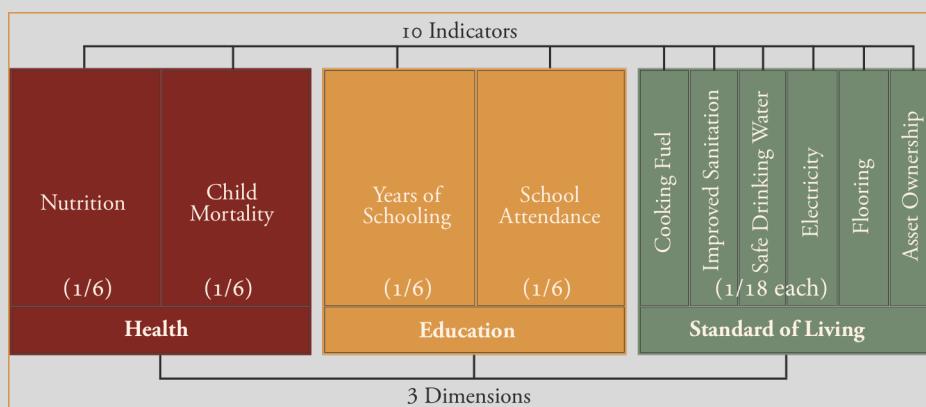 10 Indicators
Nutrition
(1/6)
Child
Mortality
(1/6)
Health
Years of
Schooling
(1/6)
School
Attendance
(1/6)
Education
Cooking Fuel
Improved Sanitation
Safe Drinking Water
Electricity
Flooring
Asset Ownership
(1/18 each)
Standard of Living
3 Dimensions